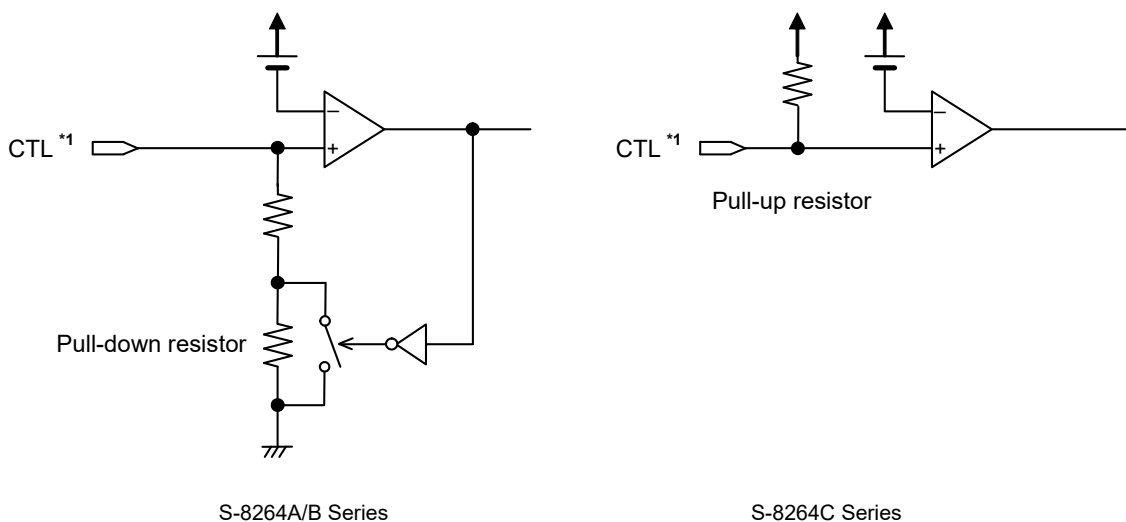 CTL *1
−
+
Pull-down resistor
S-8264A/B Series
CTL *1
−
+
Pull-up resistor
S-8264C Series